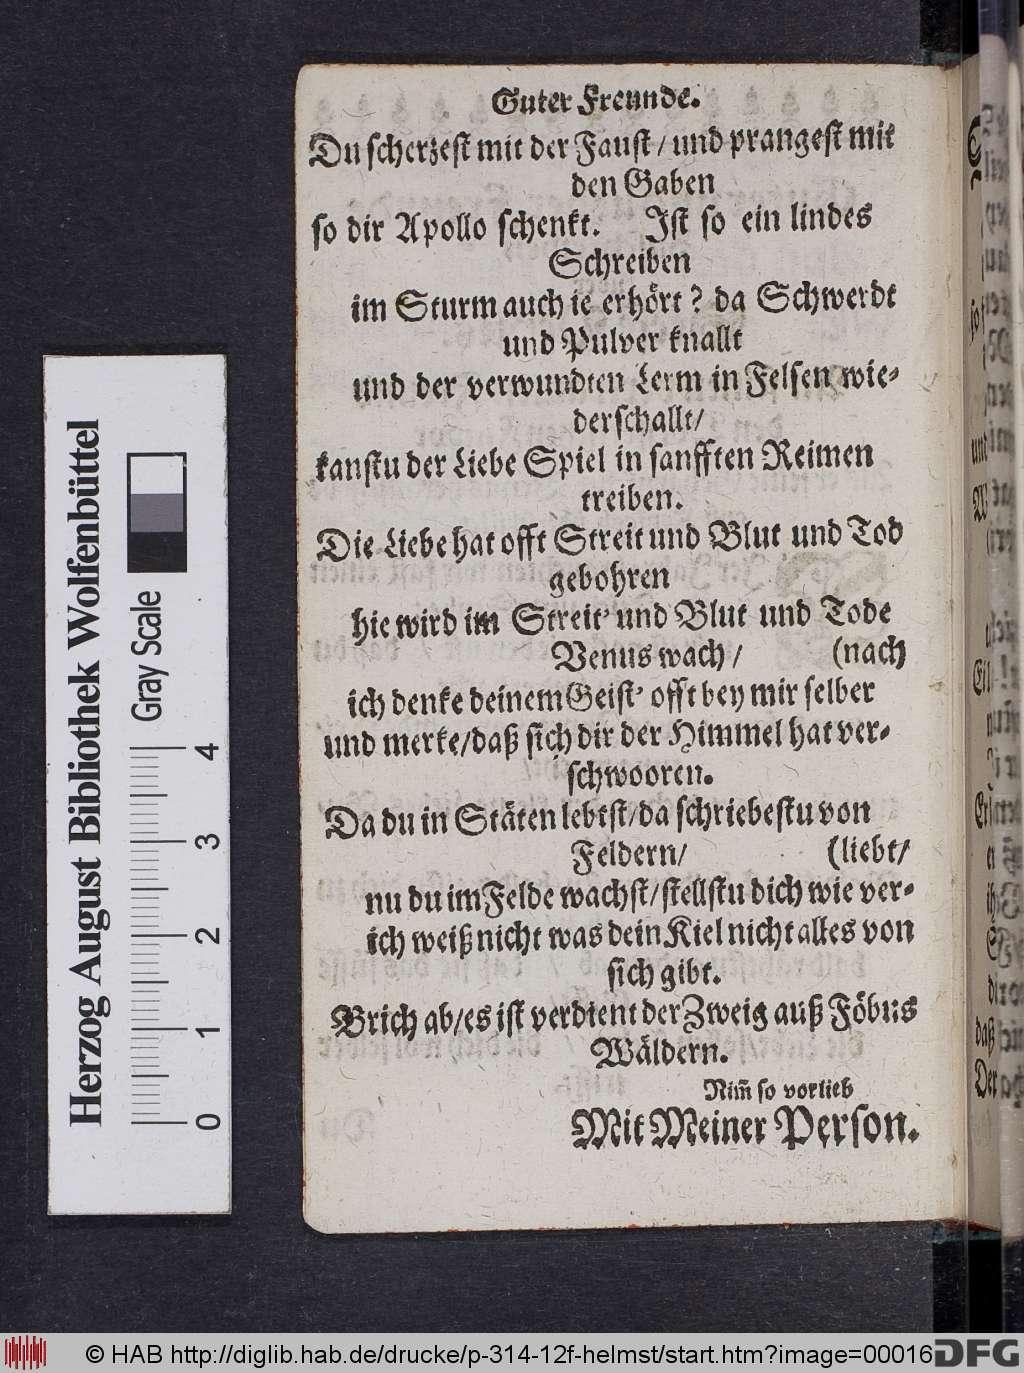 Guter Freunde.
Du scherzest mit der Faust / und prangest mit
den Gaben
so dir Apollo schenkt. Ist so ein lindes
Schreiben
im Sturm auch ie erhört? da Schwerdt
und Pulver knallt
und der verwundten Lerm in Felsen wie-
derschallt/
kanstu der Liebe Spiel in sanfften Reimen
treiben.
Die Liebe hat offt Streit und Blut und Tod
gebohren
hie wird im Streit' und Blut und Tode
Venus wach / (nach
ich denke deinem Geist' offt bey mir selber
und merke/daß sich dir der Himmel hat ver-
schwooren.
Da du in Stäten lebtst/da schriebestu von
Feldern/ (liebt/
nu du im Felde wachst/stellstu dich wie ver-
ich weiß nicht was dein Kiel nicht alles von
sich gibt.
Brich ab/es ist verdient der Zweig auß Föbus
Wäldern.
Nim̃ so vorlieb
Mit Meiner Person.
Herzog August Bibliothek Wolfenbüttel
Gray Scale
0 1 2 3 4
© HAB http://diglib.hab.de/drucke/p-314-12f-helmst/start.htm?image=00016
DFG